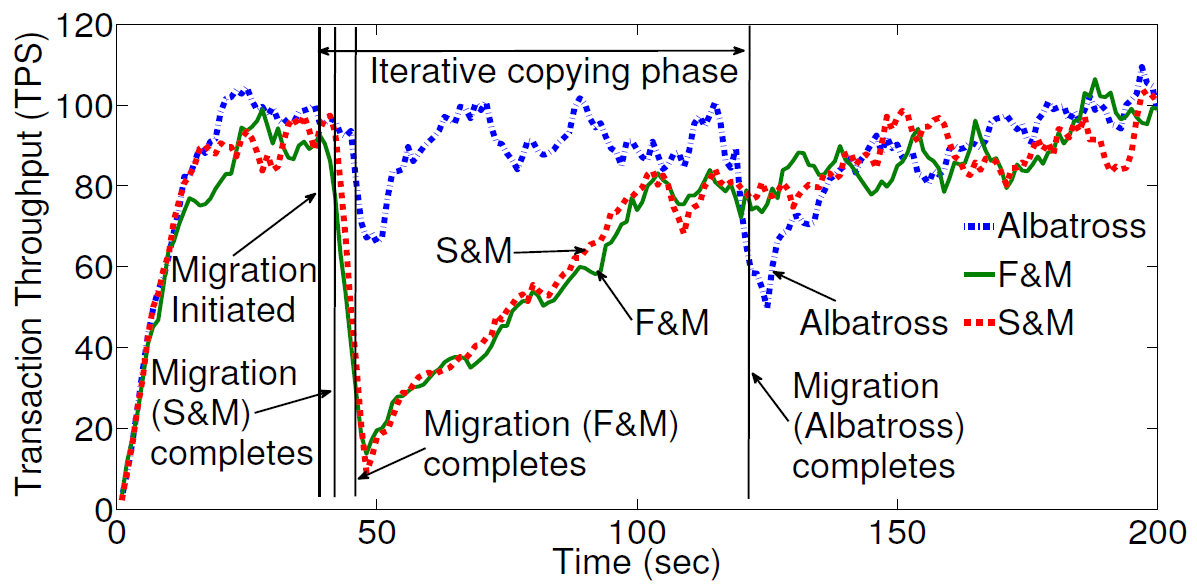 Transaction Throughput (TPS)
120
100
80
60
40
20
0
Iterative copying phase
Migration
Initiated
S&M
F&M
Albatross
Migration
(S&M)
completes
Migration (F&M)
completes
Migration
(Albatross)
completes
Albatross
F&M
S&M
0
50
100
150
200
Time (sec)